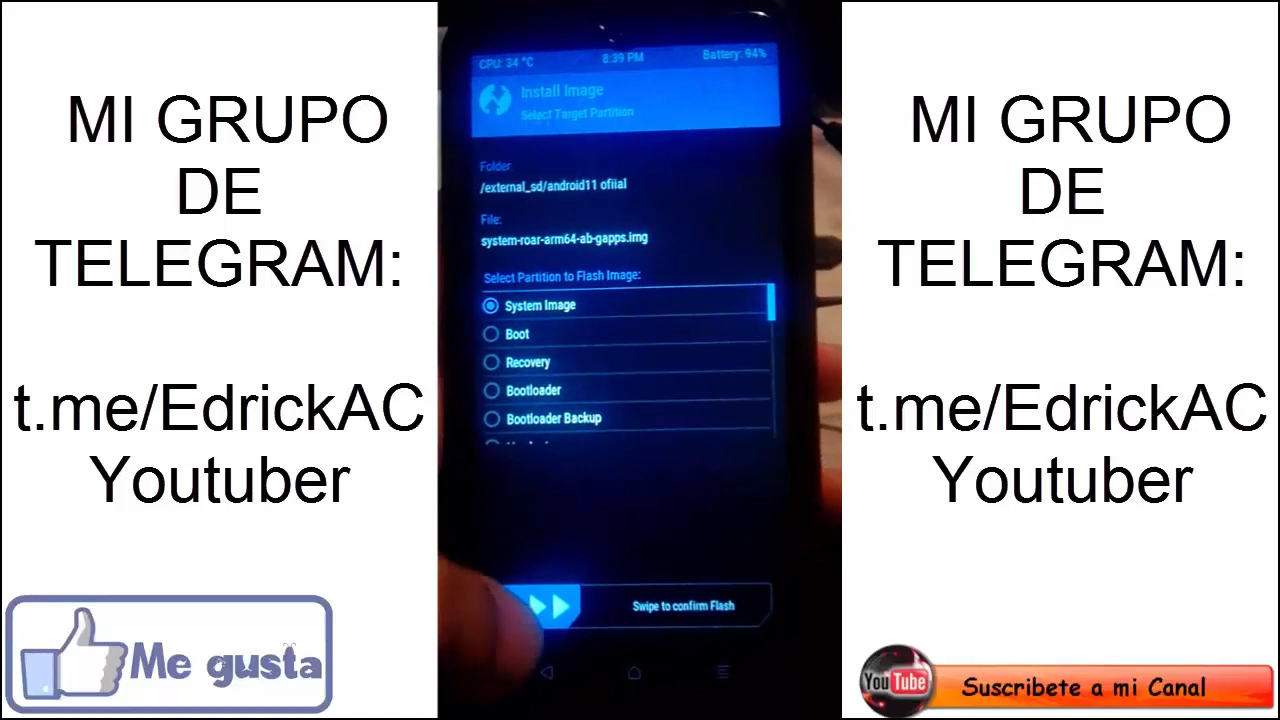 MI GRUPO
DE
TELEGRAM:
t.me/EdrickAC
Youtuber
Me gusta
CPU: 34 °C 8:39 PM Battery: 94%
Install Image
Select Target Partition
Folder
/external_sd/android11 ofiial
File:
system-roar-arm64-ab-gapps.img
Select Partition to Flash Image:
System Image
Boot
Recovery
Bootloader
Bootloader Backup
Swipe to confirm Flash
MI GRUPO
DE
TELEGRAM:
t.me/EdrickAC
Youtuber
YouTube
Suscribete a mi Canal